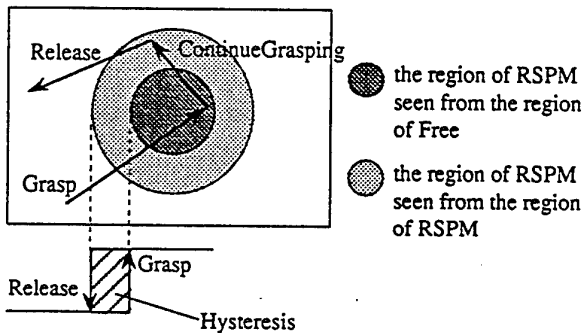 Release
ContinueGrasping
Grasp
the region of RSPM
seen from the region
of Free
the region of RSPM
seen from the region
of RSPM
Grasp
Release
Hysteresis